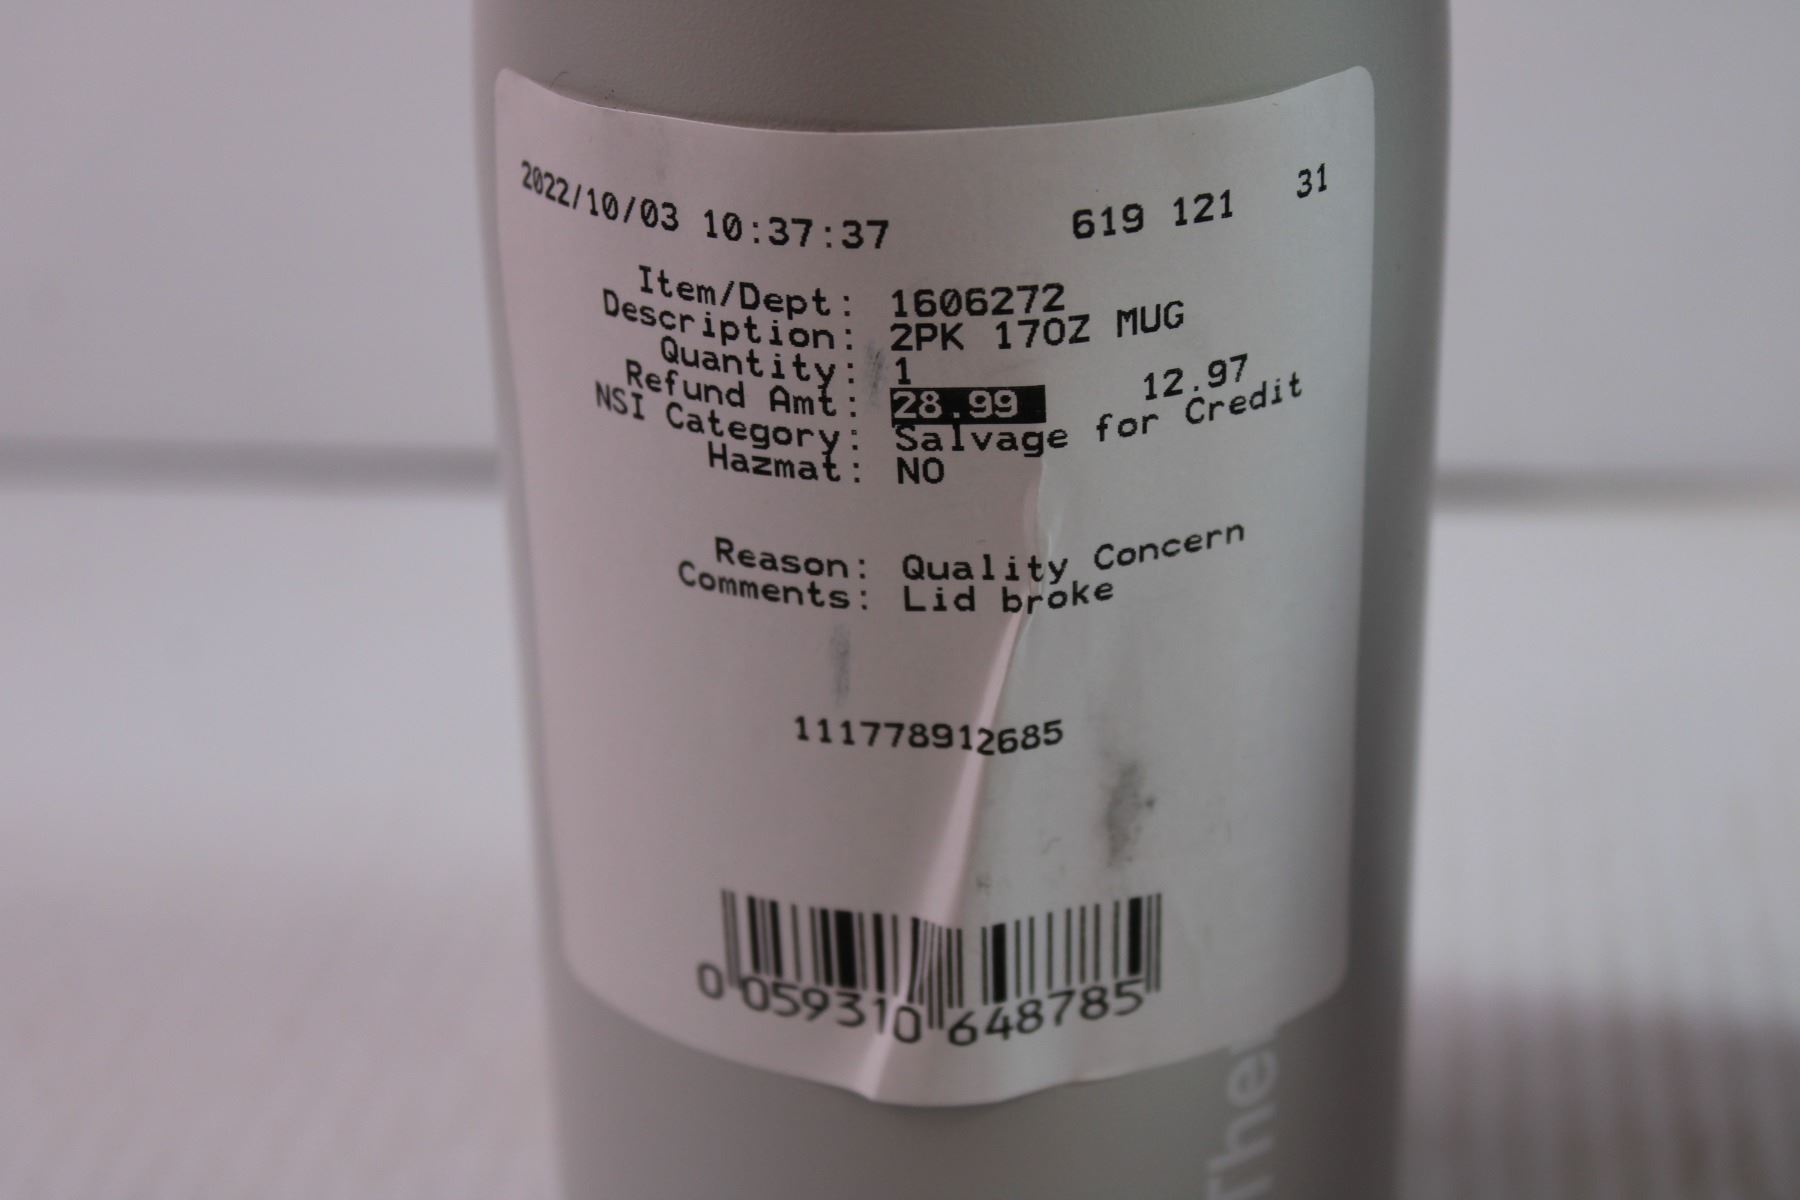 2022/10/03 10:37:37 619 121 31
Item/Dept: 1606272
Description: 2PK 17OZ MUG
Quantity: 1
Refund Amt: 28.99 12.97
NSI Category: Salvage for Credit
Hazmat: NO
Reason: Quality Concern
Comments: Lid broke
111778912685
0 059310 648785
The